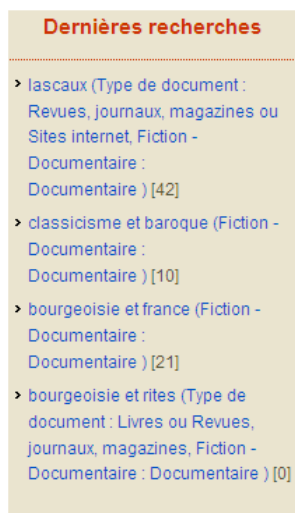 Dernières recherches
lascaux (Type de document :
Revues, journaux, magazines ou
Sites internet, Fiction -
Documentaire :
Documentaire ) [42]
classicisme et baroque (Fiction -
Documentaire :
Documentaire ) [10]
bourgeoisie et france (Fiction -
Documentaire :
Documentaire ) [21]
bourgeoisie et rites (Type de
document : Livres ou Revues,
journaux, magazines, Fiction -
Documentaire : Documentaire ) [0]